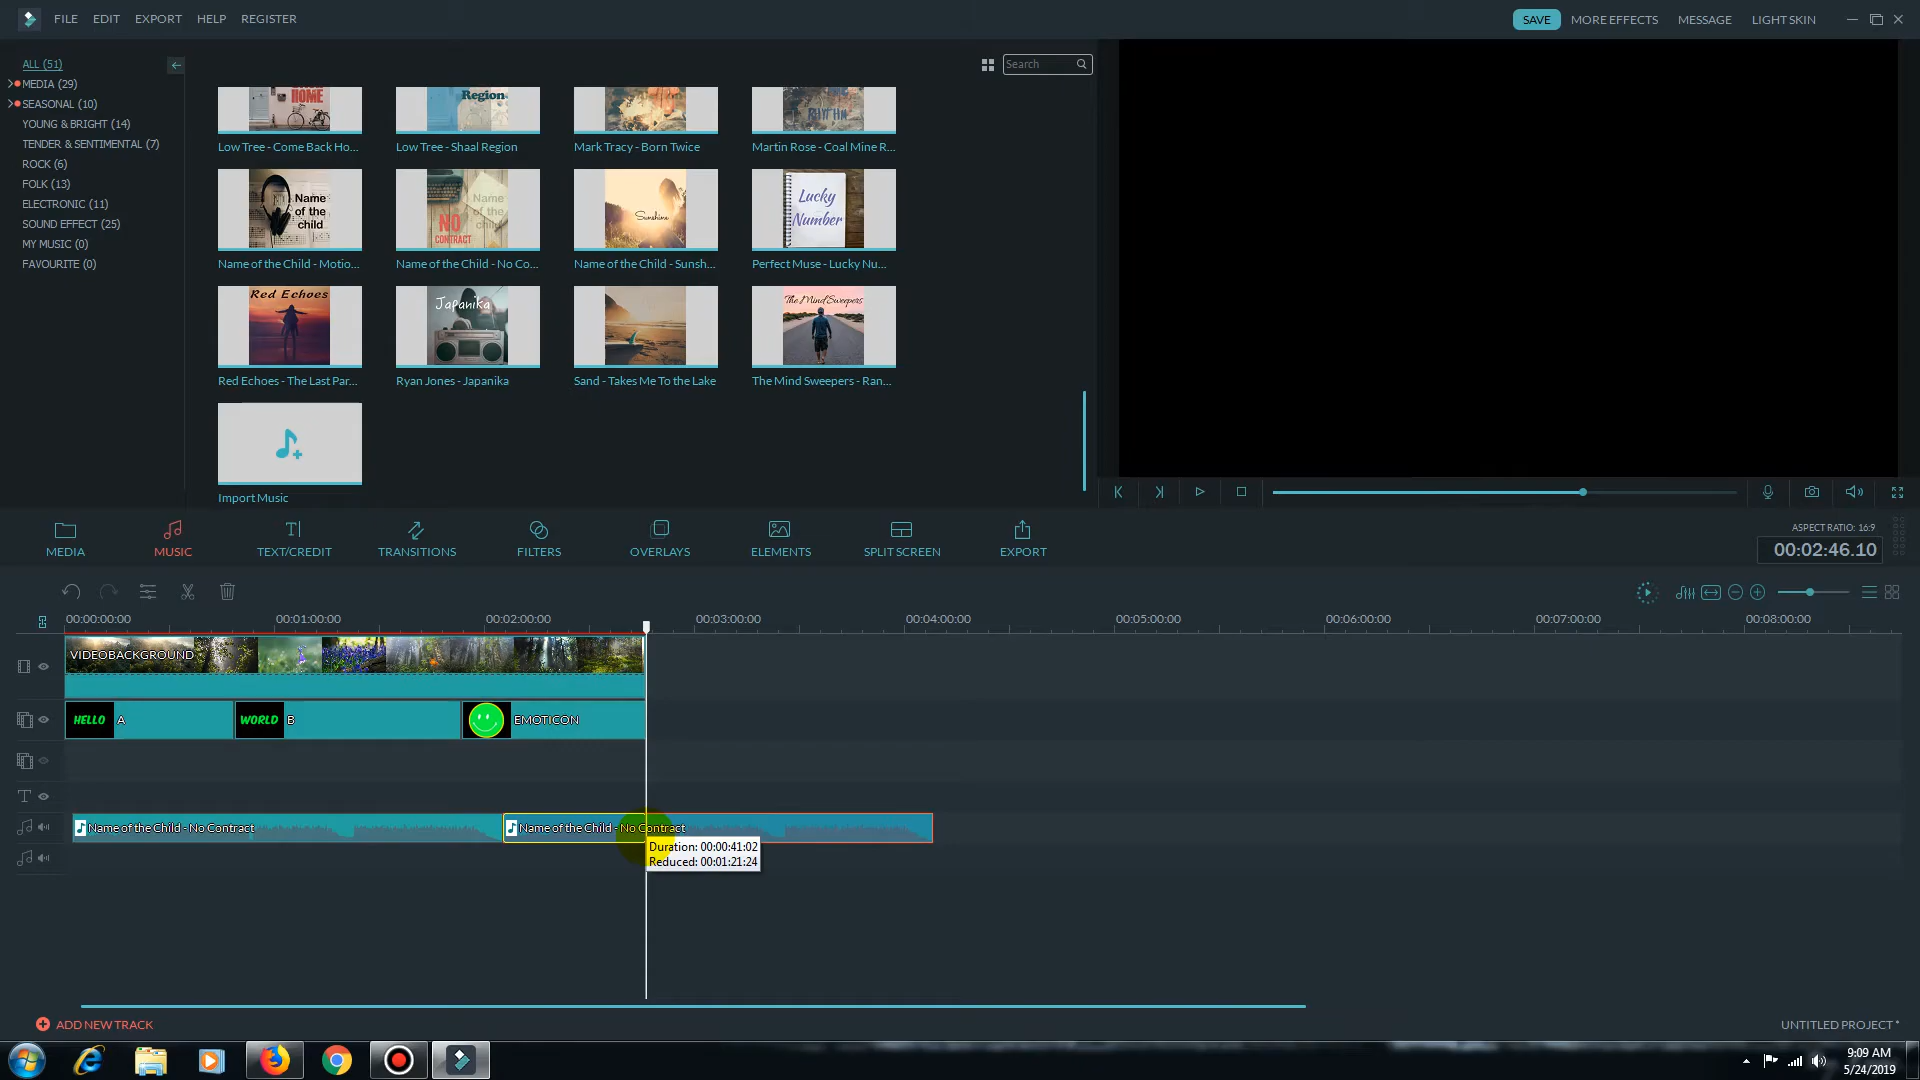 FILE EDIT EXPORT HELP REGISTER
SAVE MORE EFFECTS MESSAGE LIGHT SKIN
ALL (51)
MEDIA (29)
SEASONAL (10)
YOUNG & BRIGHT (14)
TENDER & SENTIMENTAL (7)
ROCK (6)
FOLK (13)
ELECTRONIC (11)
SOUND EFFECT (25)
MY MUSIC (0)
FAVOURITE (0)
Search
HOME
Region
RHYTHM
Low Tree - Come Back Ho...
Low Tree - Shaal Region
Mark Tracy - Born Twice
Martin Rose - Coal Mine R...
Name
of the
child
Name
of the
child
NO
CONTRACT
Sunshine
Lucky
Number
Name of the Child - Motio...
Name of the Child - No Co...
Name of the Child - Sunsh...
Perfect Muse - Lucky Nu...
Red Echoes
Japanika
The Mind Sweepers
Red Echoes - The Last Par...
Ryan Jones - Japanika
Sand - Takes Me To the Lake
The Mind Sweepers - Ran...
Import Music
MEDIA MUSIC TEXT/CREDIT TRANSITIONS FILTERS OVERLAYS ELEMENTS SPLIT SCREEN EXPORT
ASPECT RATIO: 16:9
00:02:46.10
00:00:00:00 00:01:00:00 00:02:00:00 00:03:00:00 00:04:00:00 00:05:00:00 00:06:00:00 00:07:00:00 00:08:00:00
VIDEOBACKGROUND
HELLO A WORLD B EMOTICON
T
Name of the Child - No Contract Name of the Child - No Contract
Duration: 00:00:41:02
Reduced: 00:01:21:24
ADD NEW TRACK
UNTITLED PROJECT *
9:09 AM
5/24/2019